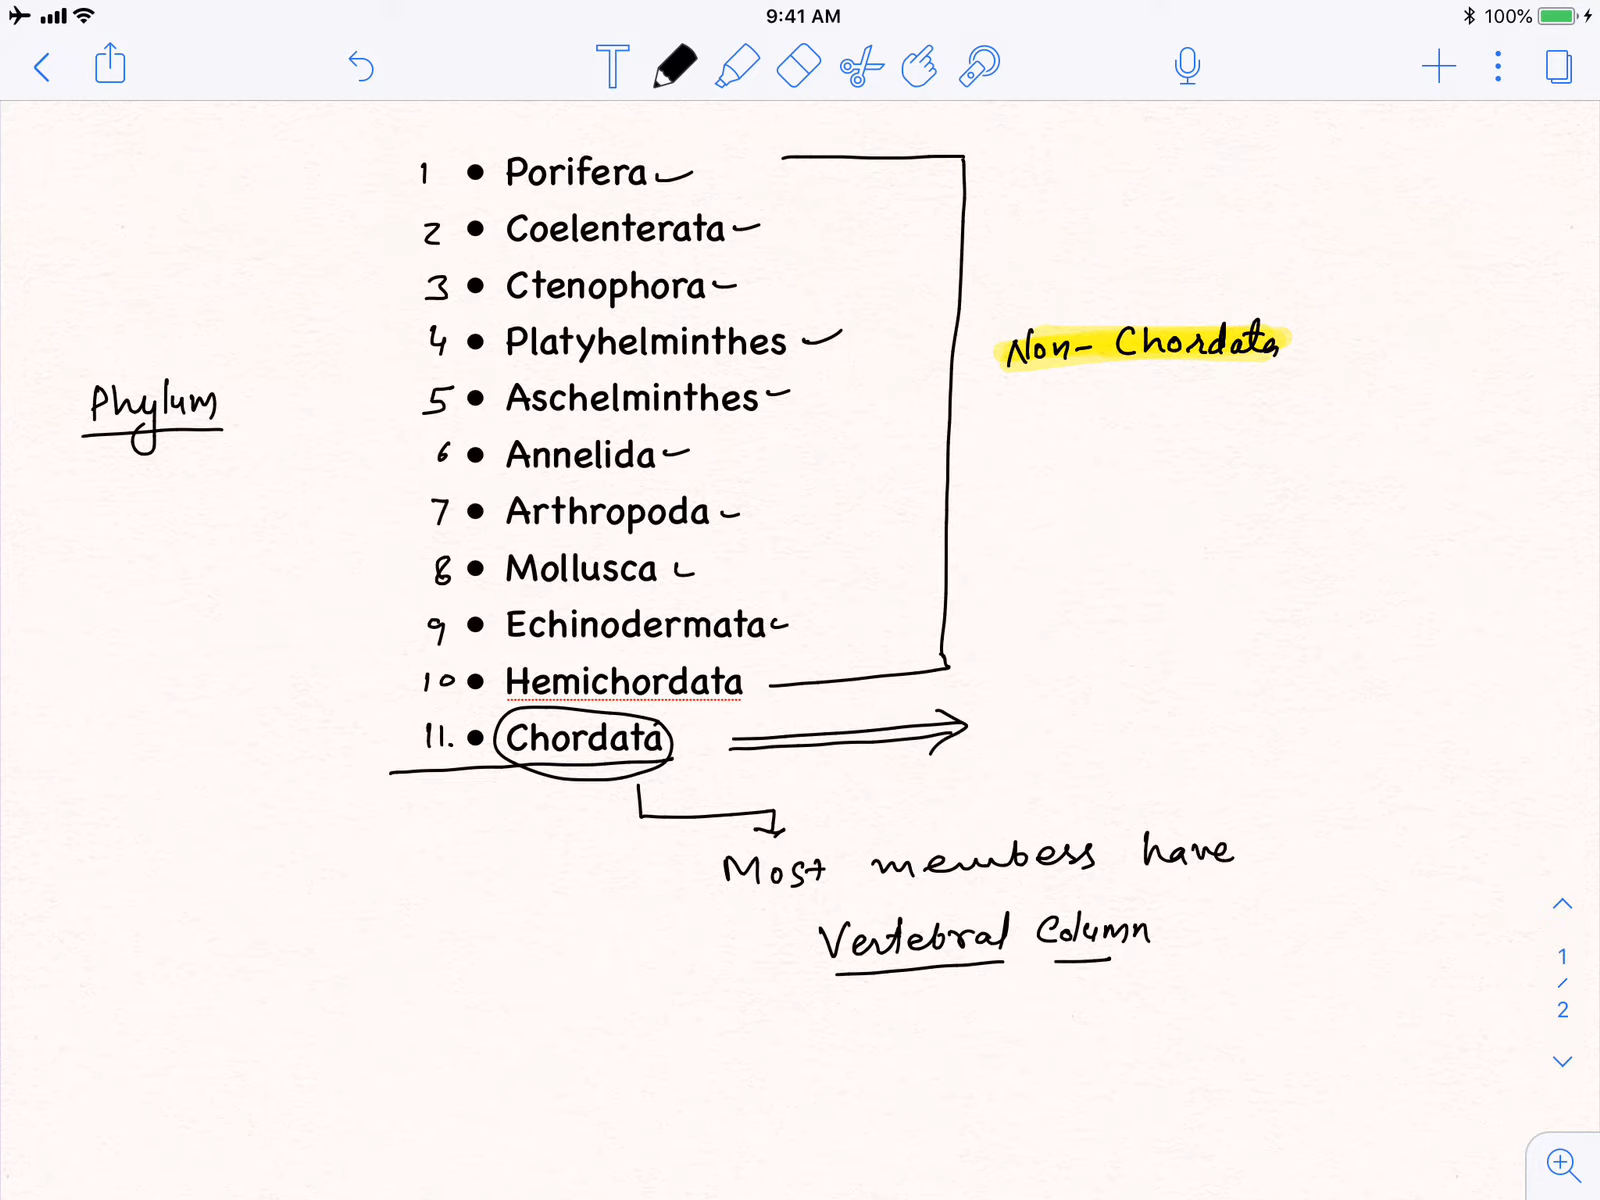 9:41 AM
100%
T
1 • Porifera
2 • Coelenterata
3 • Ctenophora
4 • Platyhelminthes
5 • Aschelminthes
6 • Annelida
7 • Arthropoda
8 • Mollusca
9 • Echinodermata
10 • Hemichordata
11. • Chordata
Non-Chordata
Phylum
Most members have
Vertebral Column
1
/
2